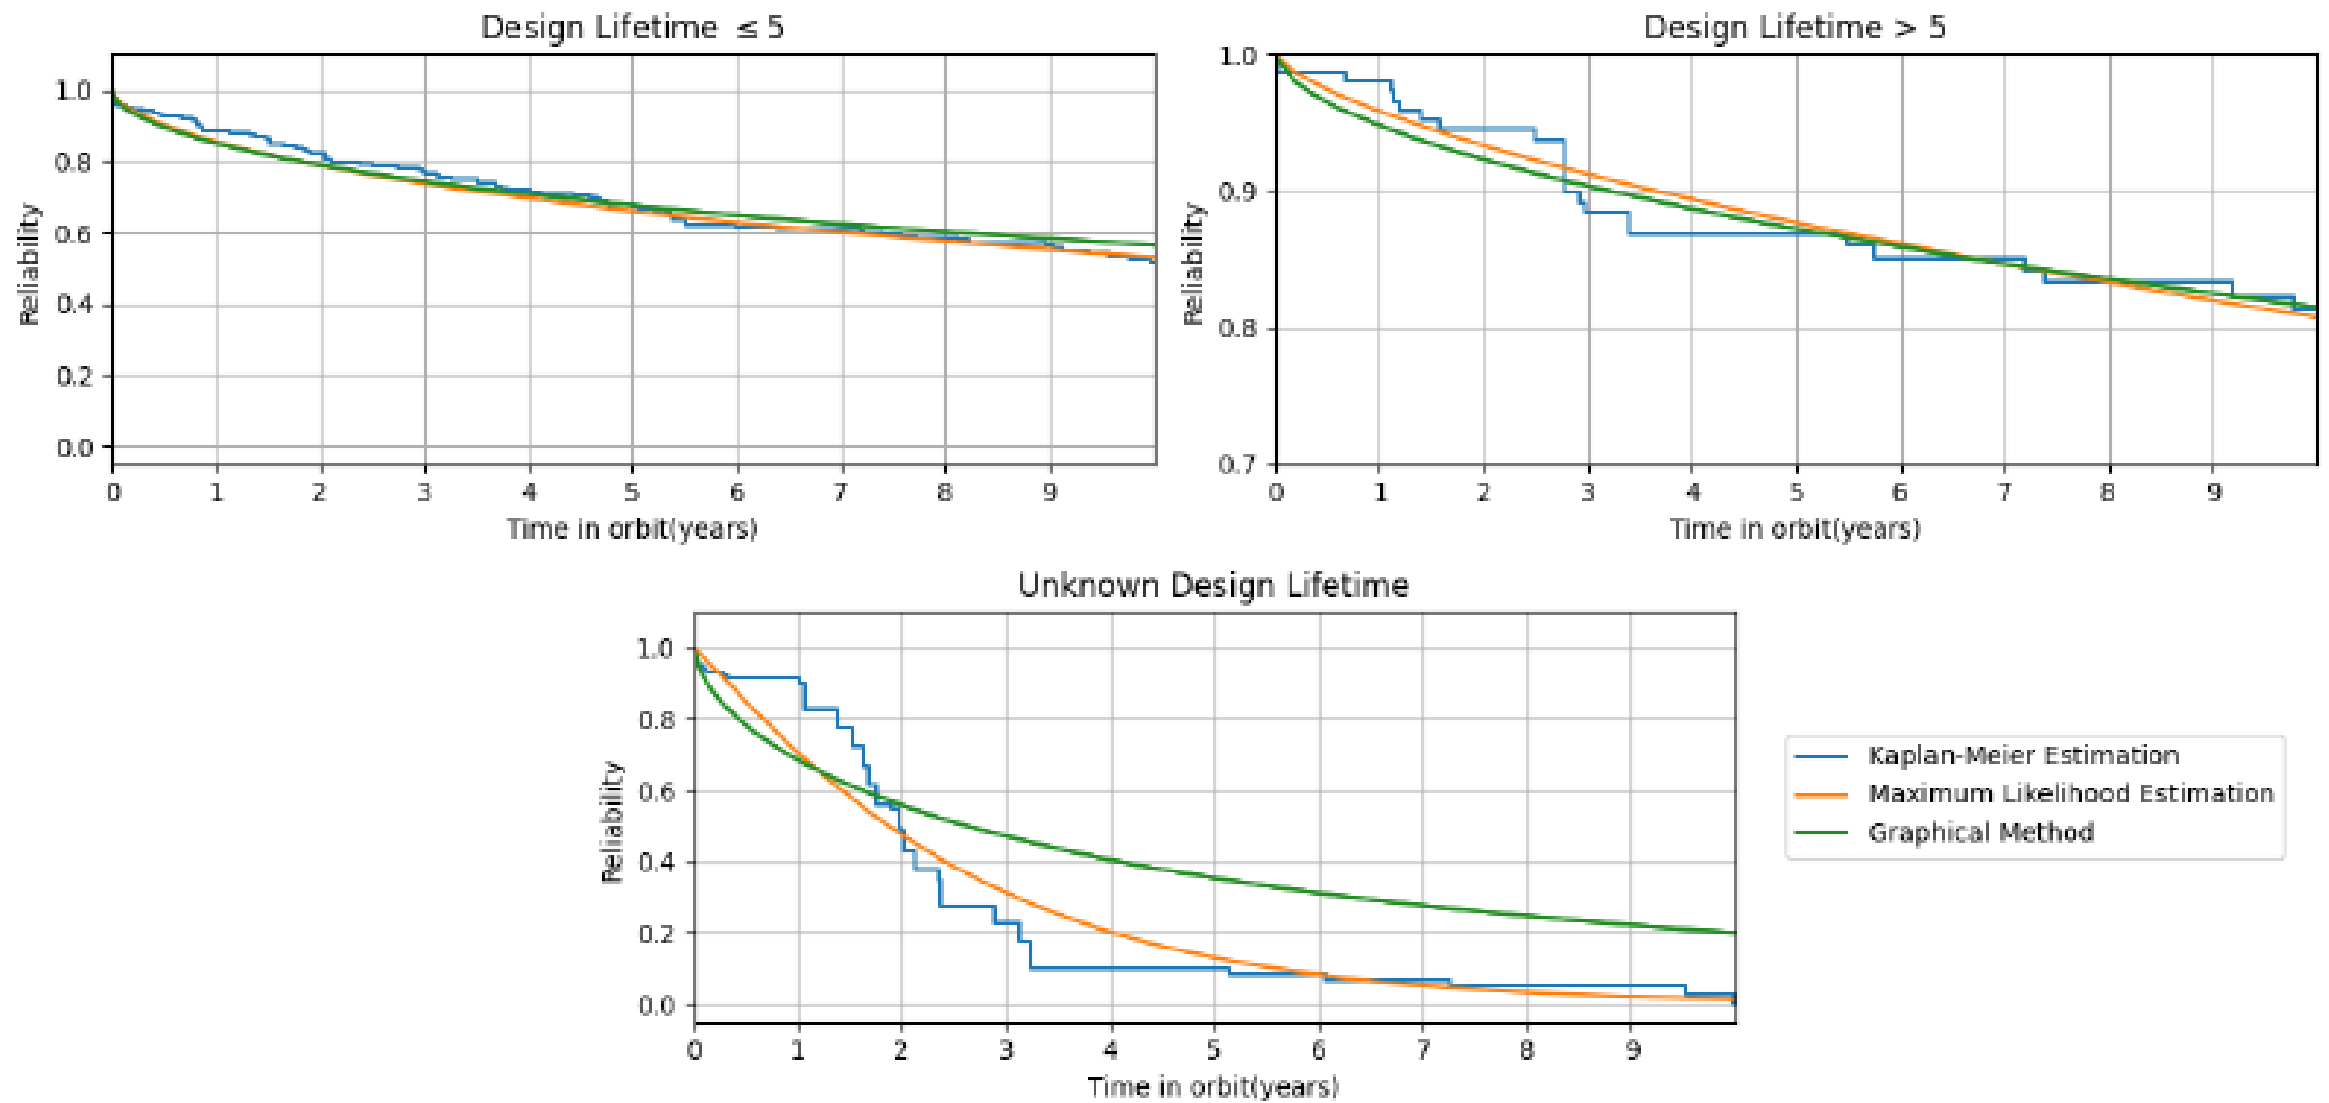 Design Lifetime ≤ 5
1.0
0.8
0.6
0.4
0.2
0.0
Reliability
0 1 2 3 4 5 6 7 8 9
Time in orbit(years)
Design Lifetime > 5
1.0
0.9
0.8
0.7
Reliability
0 1 2 3 4 5 6 7 8 9
Time in orbit(years)
Unknown Design Lifetime
1.0
0.8
0.6
0.4
0.2
0.0
Reliability
0 1 2 3 4 5 6 7 8 9
Time in orbit(years)
Kaplan-Meier Estimation
Maximum Likelihood Estimation
Graphical Method